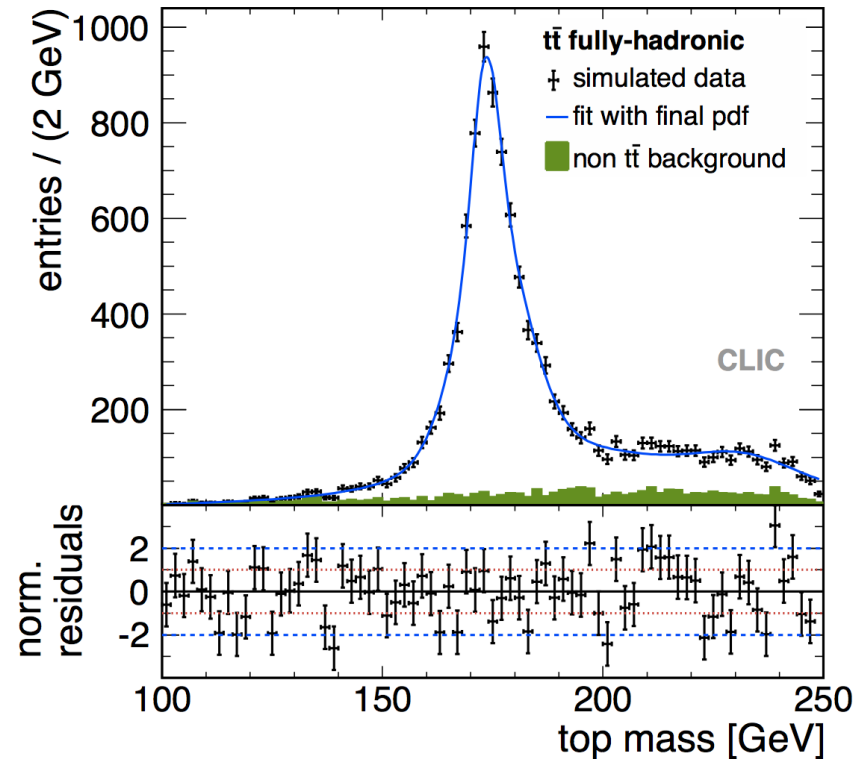 1000
800
600
400
200
entries / (2 GeV)
tt̄ fully-hadronic
simulated data
fit with final pdf
non tt̄ background
CLIC
2
0
-2
norm.
residuals
100 150 200 250
top mass [GeV]